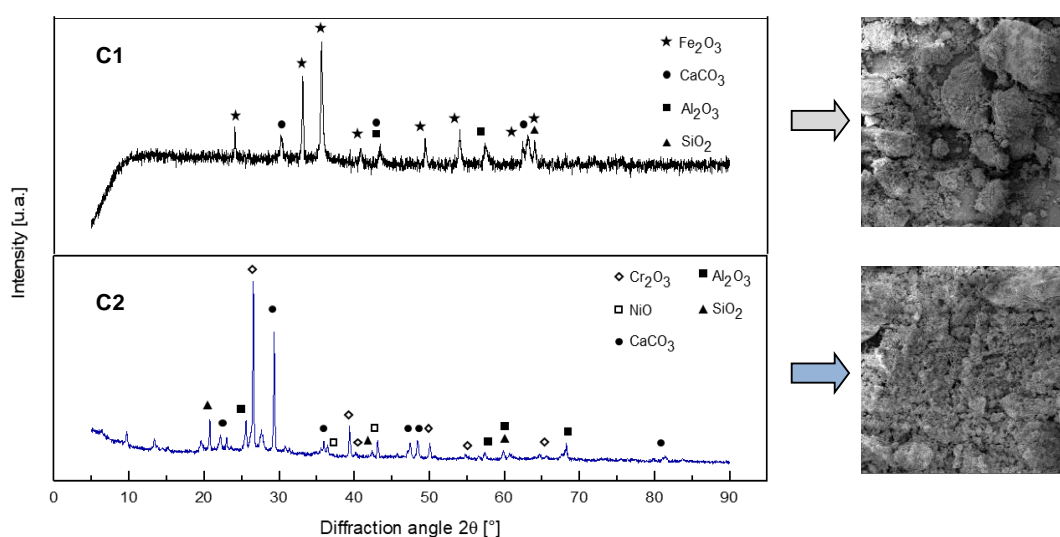 C1
★ Fe₂O₃
● CaCO₃
■ Al₂O₃
▲ SiO₂
Intensity [u.a.]
C2
◇ Cr₂O₃ ■ Al₂O₃
□ NiO ▲ SiO₂
● CaCO₃
0 10 20 30 40 50 60 70 80 90
Diffraction angle 2θ [°]